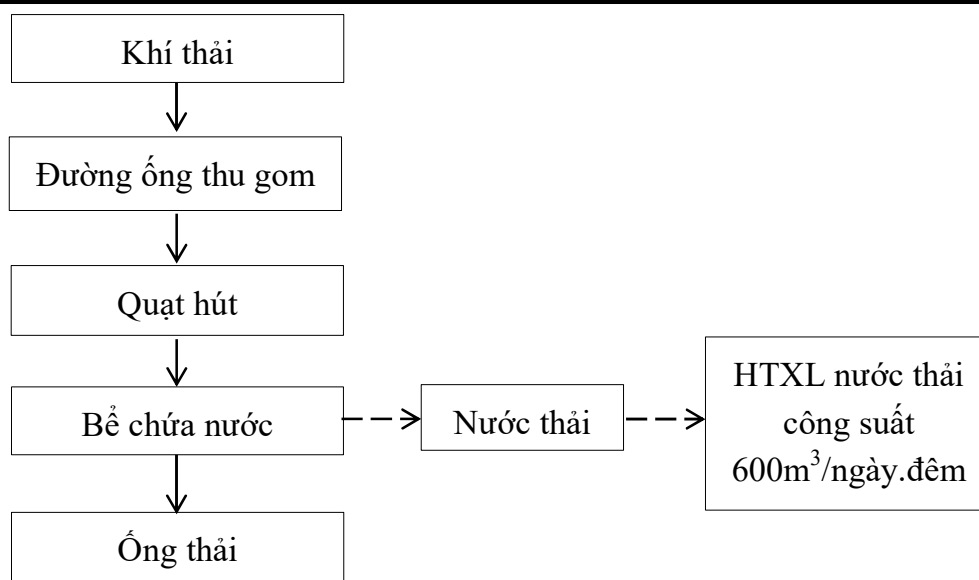 Khí thải
Đường ống thu gom
Quạt hút
Bể chứa nước
Nước thải
HTXL nước thải
công suất
600m³/ngày.đêm
Ống thải